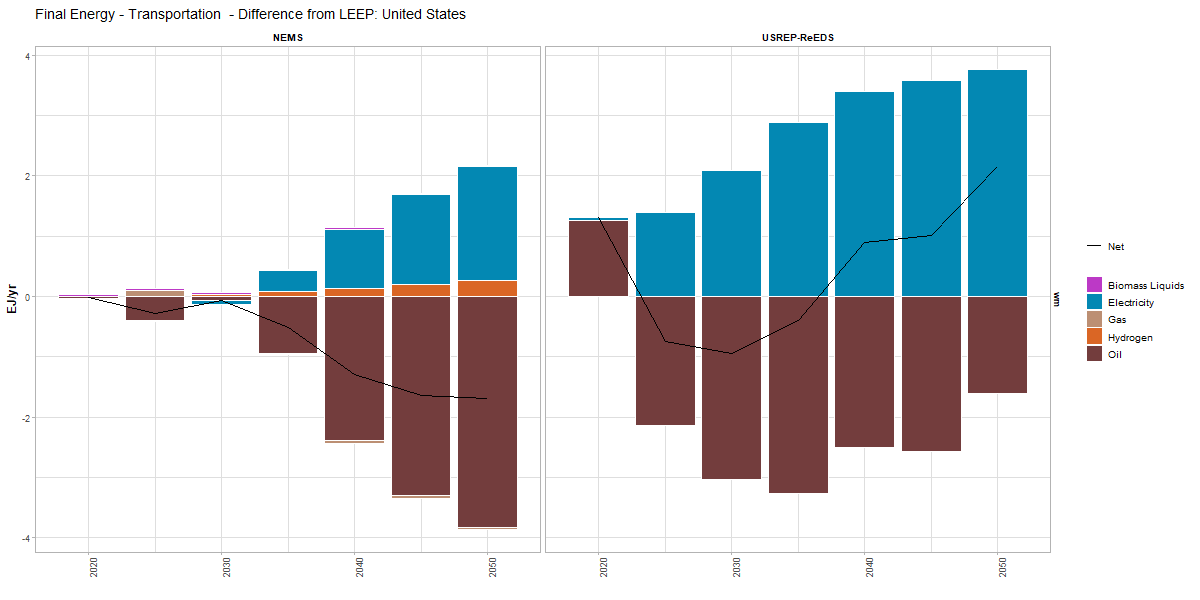 Final Energy - Transportation  - Difference from LEEP: United States
NEMS
USREP-ReEDS
EJ/yr
4
2
0
-2
-4
2020
2030
2040
2050
2020
2030
2040
2050
wm
Net
Biomass Liquids
Electricity
Gas
Hydrogen
Oil